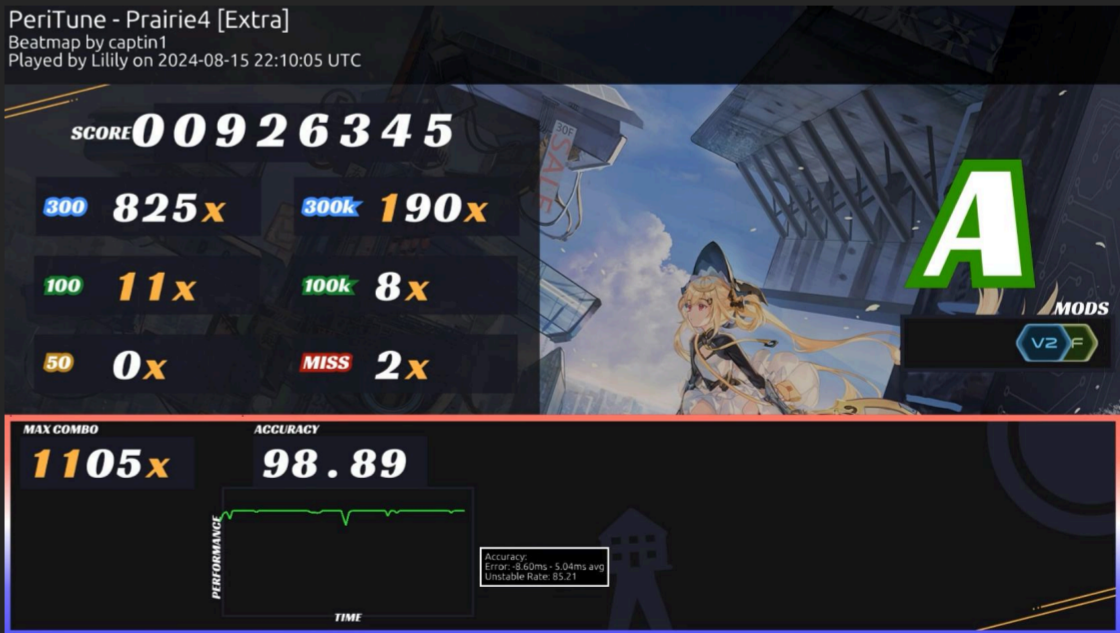 PeriTune - Prairie4 [Extra]
Beatmap by captin1
Played by Lilily on 2024-08-15 22:10:05 UTC
SCORE 00926345
300 825x 300k 190x
100 11x 100k 8x
50 0x MISS 2x
30F
SALE
A
MODS
V2 F
MAX COMBO ACCURACY
1105x 98.89
PERFORMANCE
TIME
Accuracy:
Error: -8.60ms - 5.04ms avg
Unstable Rate: 85.21